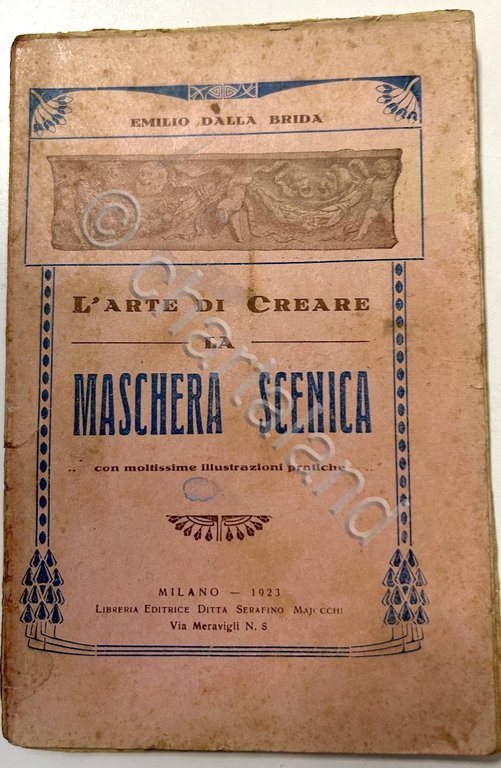 EMILIO DALLA BRIDA
L'ARTE DI CREARE
LA
MASCHERA SCENICA
.. con moltissime illustrazioni pratiche ..
MILANO — 1923
LIBRERIA EDITRICE DITTA SERAFINO MAJOCCHI
Via Meravigli N. 8
© chartaland